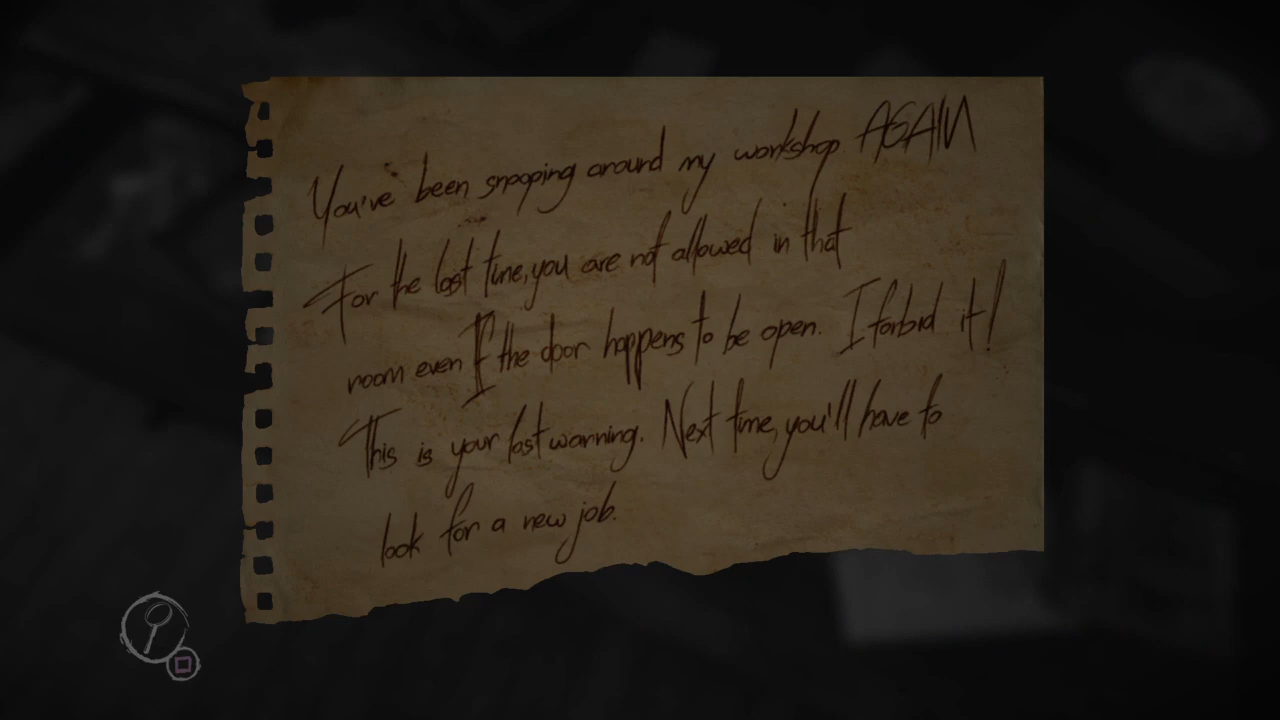 You've been snooping around my workshop AGAIN
For the last time, you are not allowed in that
room even If the door happens to be open. I forbid it!
This is your last warning. Next time, you'll have to
look for a new job.